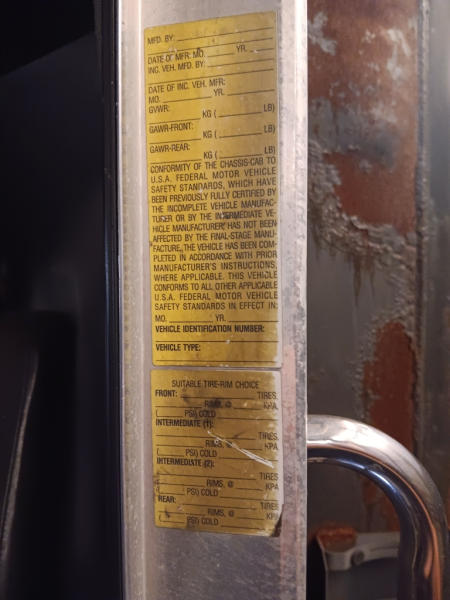 MFD. BY:
DATE OF MFR: MO. YR.
INC. VEH. MFD. BY:
DATE OF INC. VEH. MFR:
MO. YR.
GVWR:
KG ( LB)
GAWR-FRONT:
KG ( LB)
GAWR-REAR:
KG ( LB)
CONFORMITY OF THE CHASSIS-CAB TO
U.S.A. FEDERAL MOTOR VEHICLE
SAFETY STANDARDS, WHICH HAVE
BEEN PREVIOUSLY FULLY CERTIFIED BY
THE INCOMPLETE VEHICLE MANUFAC-
TURER OR BY THE INTERMEDIATE VE-
HICLE MANUFACTURER, HAS NOT BEEN
AFFECTED BY THE FINAL-STAGE MANU-
FACTURE. THE VEHICLE HAS BEEN COM-
PLETED IN ACCORDANCE WITH PRIOR
MANUFACTURER'S INSTRUCTIONS,
WHERE APPLICABLE. THIS VEHICLE
CONFORMS TO ALL OTHER APPLICABLE
U.S.A. FEDERAL MOTOR VEHICLE
SAFETY STANDARDS IN EFFECT IN:
MO. YR.
VEHICLE IDENTIFICATION NUMBER:
VEHICLE TYPE:
SUITABLE TIRE-RIM CHOICE
FRONT: TIRES,
RIMS, @ KPA,
( PSI) COLD
INTERMEDIATE (1):
TIRES,
RIMS, @ KPA
( PSI) COLD
INTERMEDIATE (2):
TIRES
RIMS, @ KPA
( PSI) COLD
REAR: TIRES
RIMS, @ KPA
( PSI) COLD